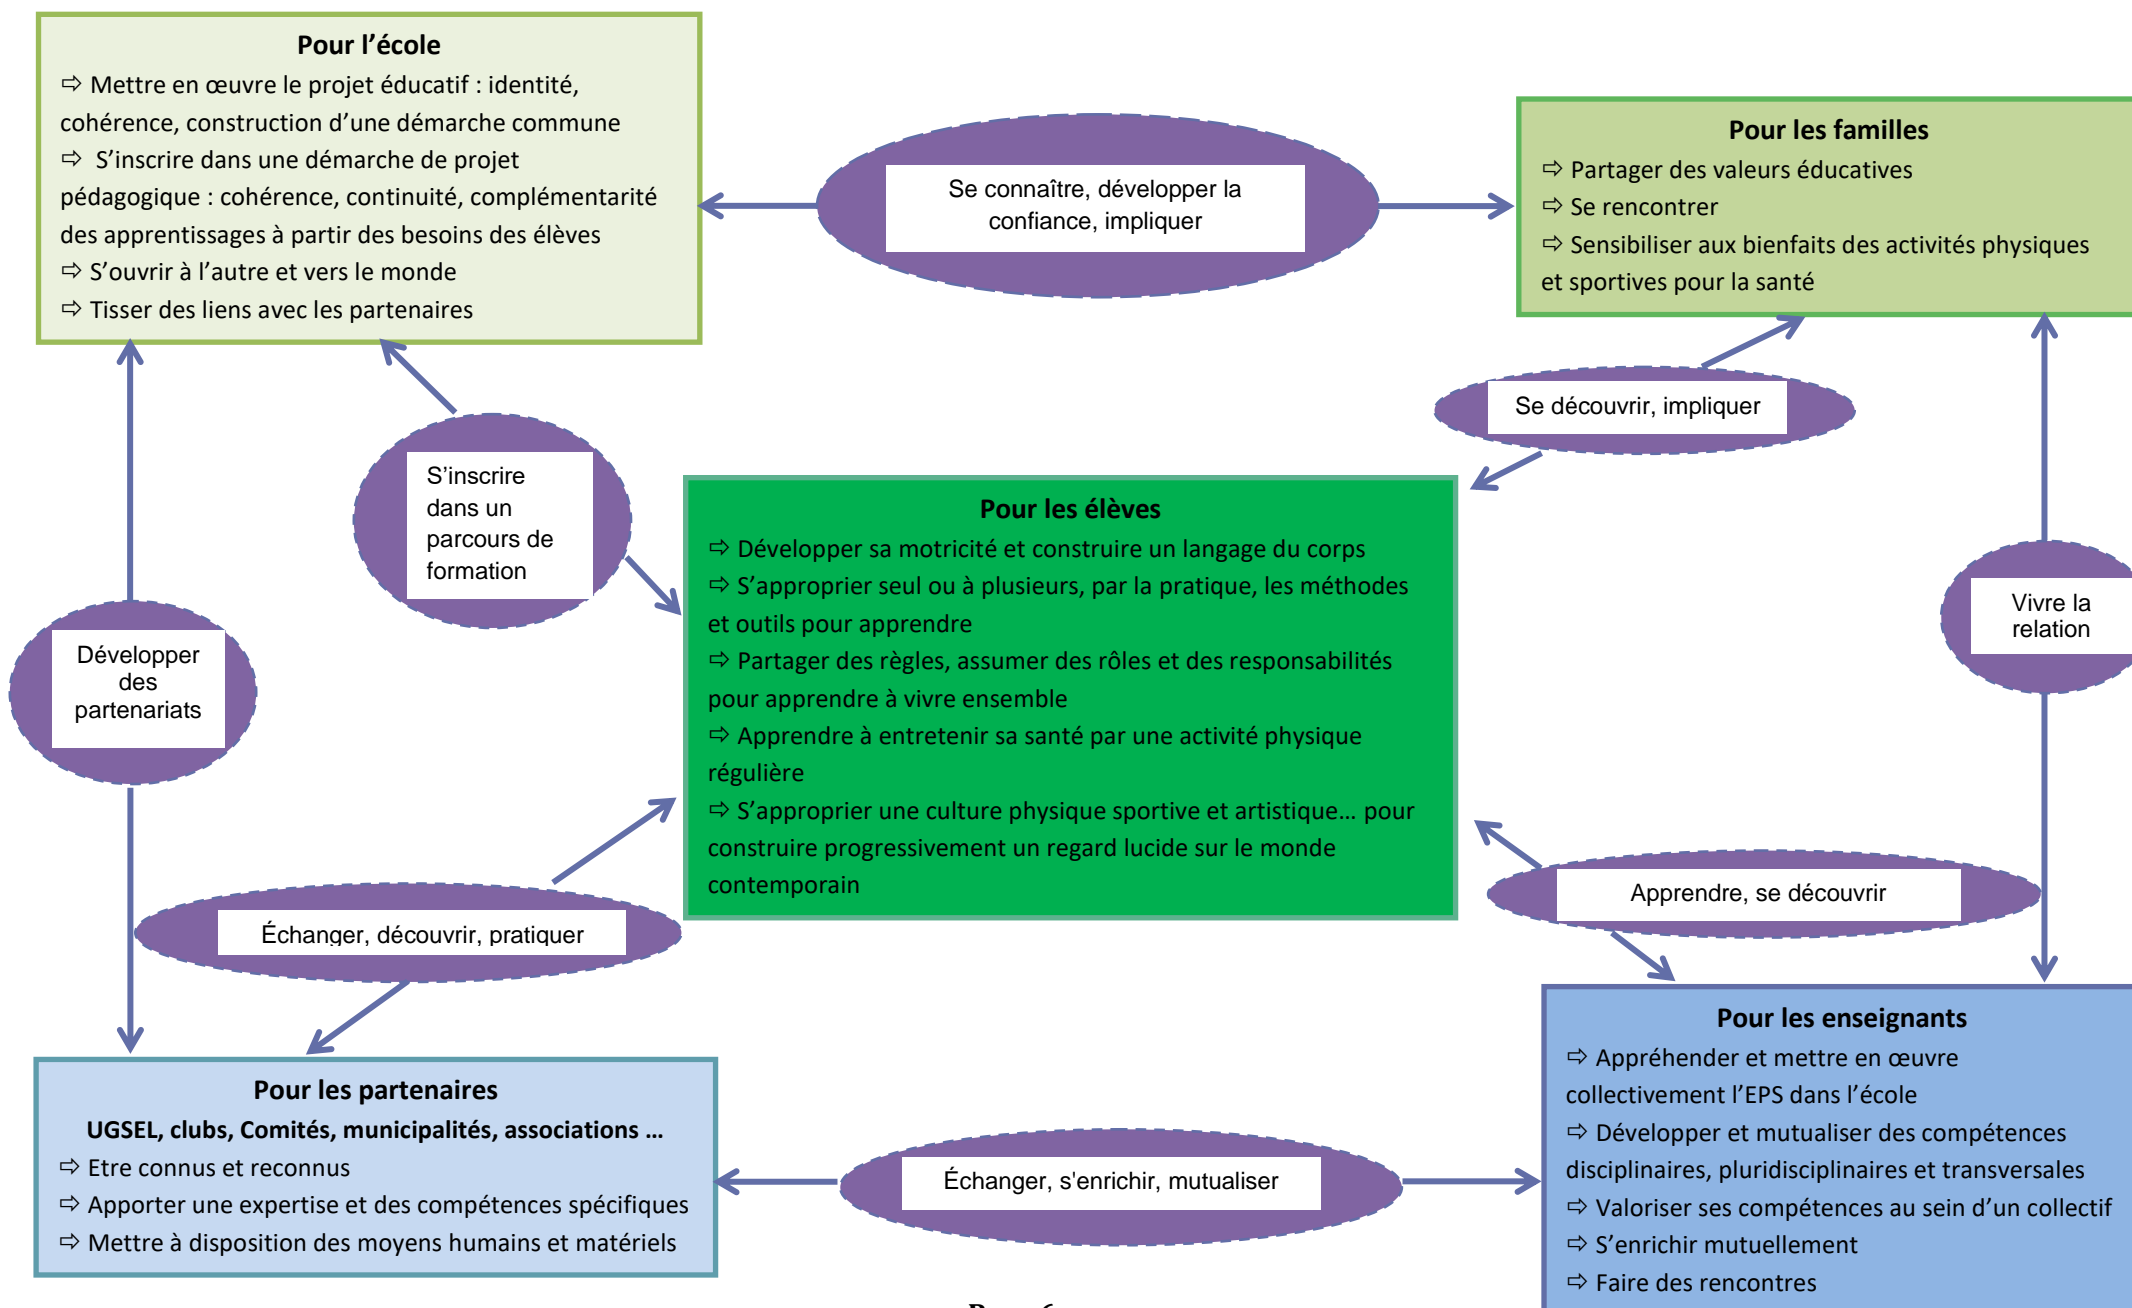 Pour l’école
⇨ Mettre en œuvre le projet éducatif : identité,
cohérence, construction d’une démarche commune
⇨ S’inscrire dans une démarche de projet
pédagogique : cohérence, continuité, complémentarité
des apprentissages à partir des besoins des élèves
⇨ S’ouvrir à l’autre et vers le monde
⇨ Tisser des liens avec les partenaires
Se connaître, développer la
confiance, impliquer
Pour les familles
⇨ Partager des valeurs éducatives
⇨ Se rencontrer
⇨ Sensibiliser aux bienfaits des activités physiques
et sportives pour la santé
Se découvrir, impliquer
S’inscrire
dans un
parcours de
formation
Pour les élèves
⇨ Développer sa motricité et construire un langage du corps
⇨ S’approprier seul ou à plusieurs, par la pratique, les méthodes
et outils pour apprendre
⇨ Partager des règles, assumer des rôles et des responsabilités
pour apprendre à vivre ensemble
⇨ Apprendre à entretenir sa santé par une activité physique
régulière
⇨ S’approprier une culture physique sportive et artistique… pour
construire progressivement un regard lucide sur le monde
contemporain
Vivre la
relation
Développer
des
partenariats
Échanger, découvrir, pratiquer
Apprendre, se découvrir
Pour les partenaires
UGSEL, clubs, Comités, municipalités, associations …
⇨ Etre connus et reconnus
⇨ Apporter une expertise et des compétences spécifiques
⇨ Mettre à disposition des moyens humains et matériels
Échanger, s'enrichir, mutualiser
Pour les enseignants
⇨ Appréhender et mettre en œuvre
collectivement l’EPS dans l’école
⇨ Développer et mutualiser des compétences
disciplinaires, pluridisciplinaires et transversales
⇨ Valoriser ses compétences au sein d’un collectif
⇨ S’enrichir mutuellement
⇨ Faire des rencontres